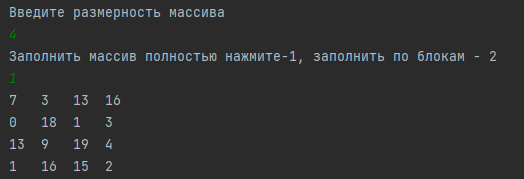 Введите размерность массива
4
Заполнить массив полностью нажмите-1, заполнить по блокам - 2
1
7 3 13 16
0 18 1 3
13 9 19 4
1 16 15 2